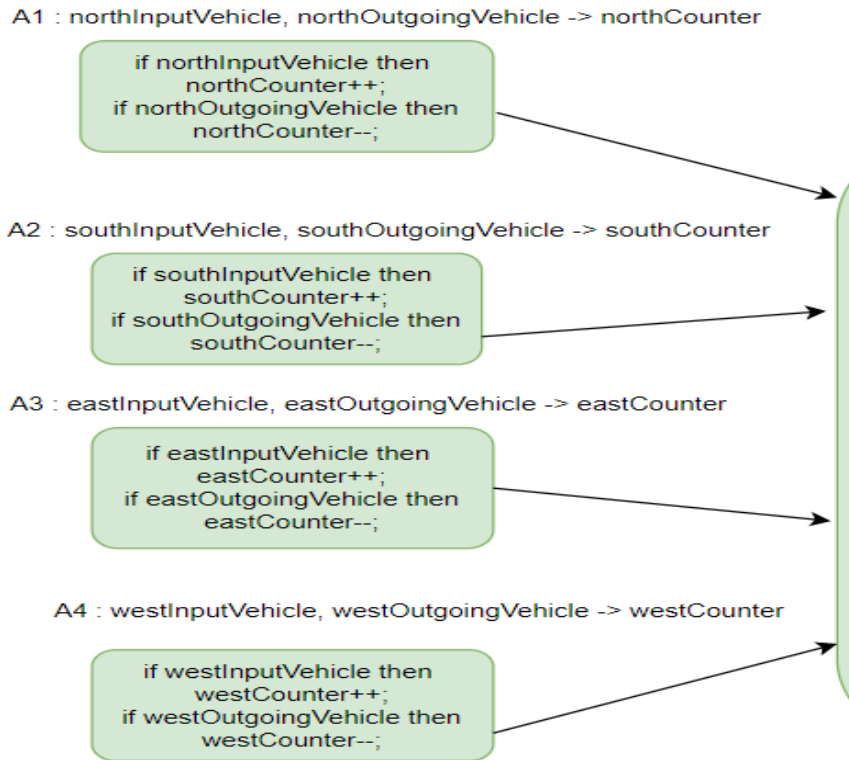 A1 : northInputVehicle, northOutgoingVehicle -> northCounter
if northInputVehicle then
northCounter++;
if northOutgoingVehicle then
northCounter--;
A2 : southInputVehicle, southOutgoingVehicle -> southCounter
if southInputVehicle then
southCounter++;
if southOutgoingVehicle then
southCounter--;
A3 : eastInputVehicle, eastOutgoingVehicle -> eastCounter
if eastInputVehicle then
eastCounter++;
if eastOutgoingVehicle then
eastCounter--;
A4 : westInputVehicle, westOutgoingVehicle -> westCounter
if westInputVehicle then
westCounter++;
if westOutgoingVehicle then
westCounter--;